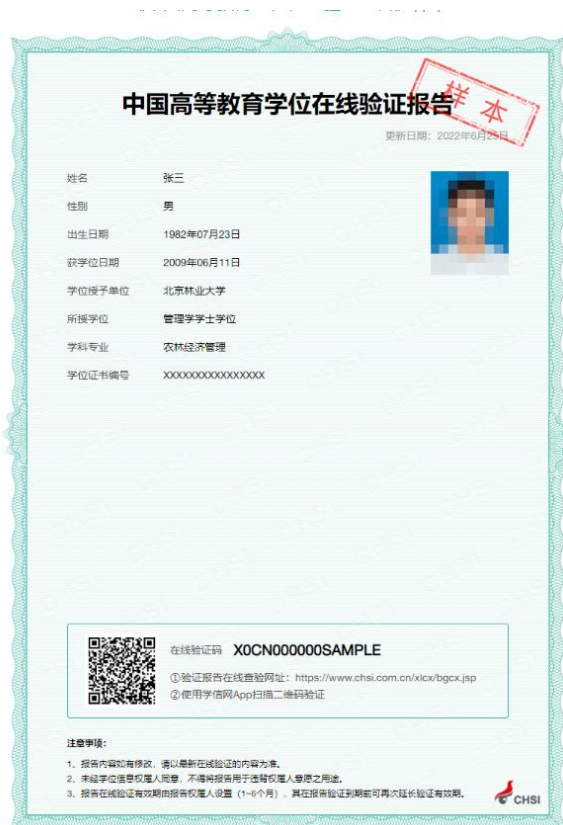 中国高等教育学位在线验证报告
样本
更新日期：2022年6月25日
姓名 张三
性别 男
出生日期 1982年07月23日
获学位日期 2009年06月11日
学位授予单位 北京林业大学
所授学位 管理学学士学位
学科专业 农林经济管理
学位证书编号 XXXXXXXXXXXXXXXX
在线验证码 X0CN000000SAMPLE
①验证报告在线查验网址：https://www.chsi.com.cn/xlcx/bgcx.jsp
②使用学信网App扫描二维码验证
注意事项：
1、报告内容如有修改，请以最新在线验证的内容为准。
2、未经学位信息权属人同意，不得将报告用于违背权属人意愿之用途。
3、报告在线验证有效期由报告权属人设置（1~6个月），其在报告验证到期前可再次延长验证有效期。
CHSI